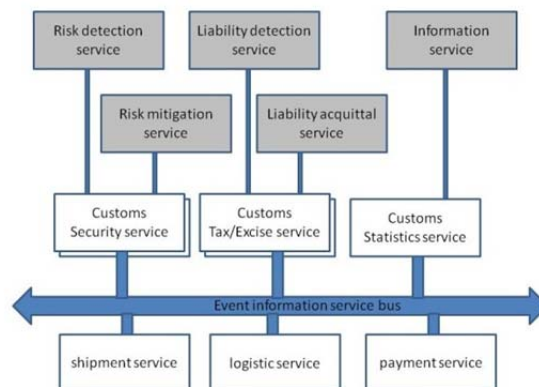 Risk detection
service
Liability detection
service
Information
service
Risk mitigation
service
Liability acquittal
service
Customs
Security service
Customs
Tax/Excise service
Customs
Statistics service
Event information service bus
shipment service
logistic service
payment service